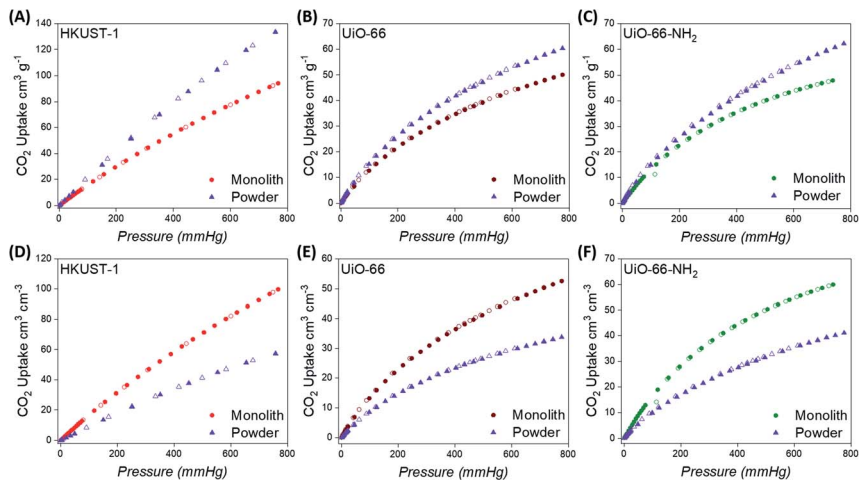 (A)
HKUST-1
140
120
100
80
60
40
20
0
CO2 Uptake cm3 g-1
Monolith
Powder
0 200 400 600 800
Pressure (mmHg)
(B)
UiO-66
70
60
50
40
30
20
10
0
CO2 Uptake cm3 g-1
Monolith
Powder
0 200 400 600 800
Pressure (mmHg)
(C)
UiO-66-NH2
70
60
50
40
30
20
10
0
CO2 Uptake cm3 g-1
Monolith
Powder
0 200 400 600 800
Pressure (mmHg)
(D)
HKUST-1
120
100
80
60
40
20
0
CO2 Uptake cm3 cm-3
Monolith
Powder
0 200 400 600 800
Pressure (mmHg)
(E)
UiO-66
60
50
40
30
20
10
0
CO2 Uptake cm3 cm-3
Monolith
Powder
0 200 400 600 800
Pressure (mmHg)
(F)
UiO-66-NH2
70
60
50
40
30
20
10
0
CO2 Uptake cm3 cm-3
Monolith
Powder
0 200 400 600 800
Pressure (mmHg)